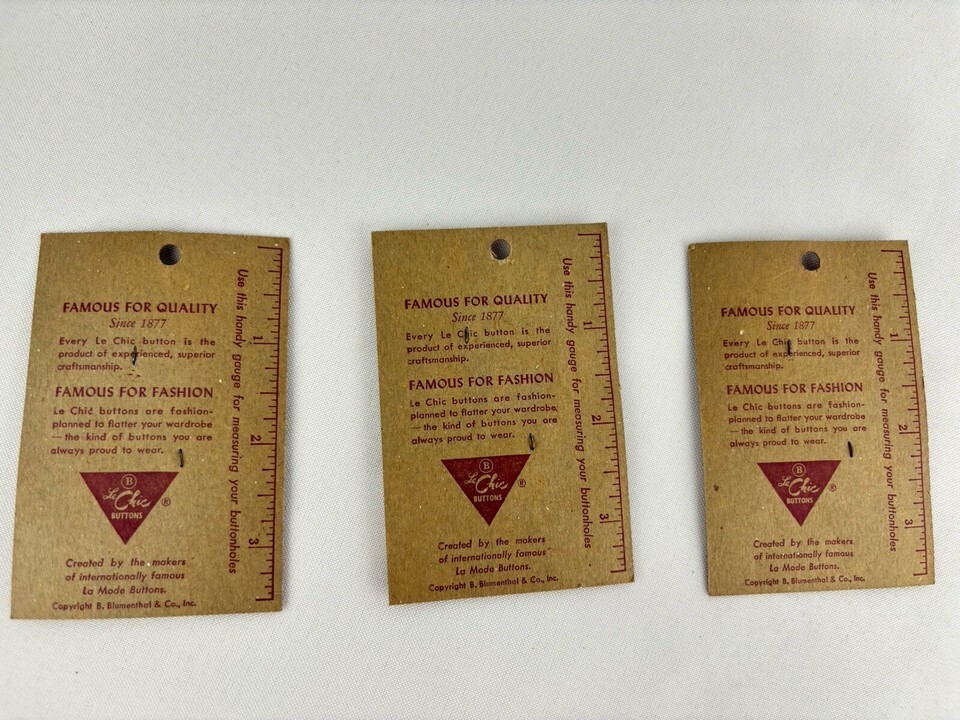 FAMOUS FOR QUALITY
Since 1877
Every Le Chic button is the
product of experienced, superior
craftsmanship.
FAMOUS FOR FASHION
Le Chic buttons are fashion-
planned to flatter your wardrobe
—the kind of buttons you are
always proud to wear.
B
Le Chic
BUTTONS
®
Created by the makers
of internationally famous
La Mode Buttons.
Copyright B. Blumenthal & Co., Inc.
Use this handy gauge for measuring your buttonholes
1
2
3
FAMOUS FOR QUALITY
Since 1877
Every Le Chic button is the
product of experienced, superior
craftsmanship.
FAMOUS FOR FASHION
Le Chic buttons are fashion-
planned to flatter your wardrobe
—the kind of buttons you are
always proud to wear.
B
Le Chic
BUTTONS
®
Created by the makers
of internationally famous
La Mode Buttons.
Copyright B. Blumenthal & Co., Inc.
Use this handy gauge for measuring your buttonholes
1
2
3
FAMOUS FOR QUALITY
Since 1877
Every Le Chic button is the
product of experienced, superior
craftsmanship.
FAMOUS FOR FASHION
Le Chic buttons are fashion-
planned to flatter your wardrobe
—the kind of buttons you are
always proud to wear.
B
Le Chic
BUTTONS
®
Created by the makers
of internationally famous
La Mode Buttons.
Copyright B. Blumenthal & Co., Inc.
Use this handy gauge for measuring your buttonholes
1
2
3